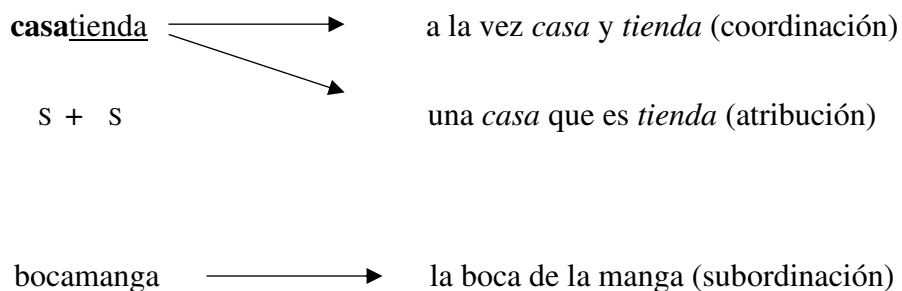 casatienda a la vez casa y tienda (coordinación)
S + S una casa que es tienda (atribución)
bocamanga la boca de la manga (subordinación)